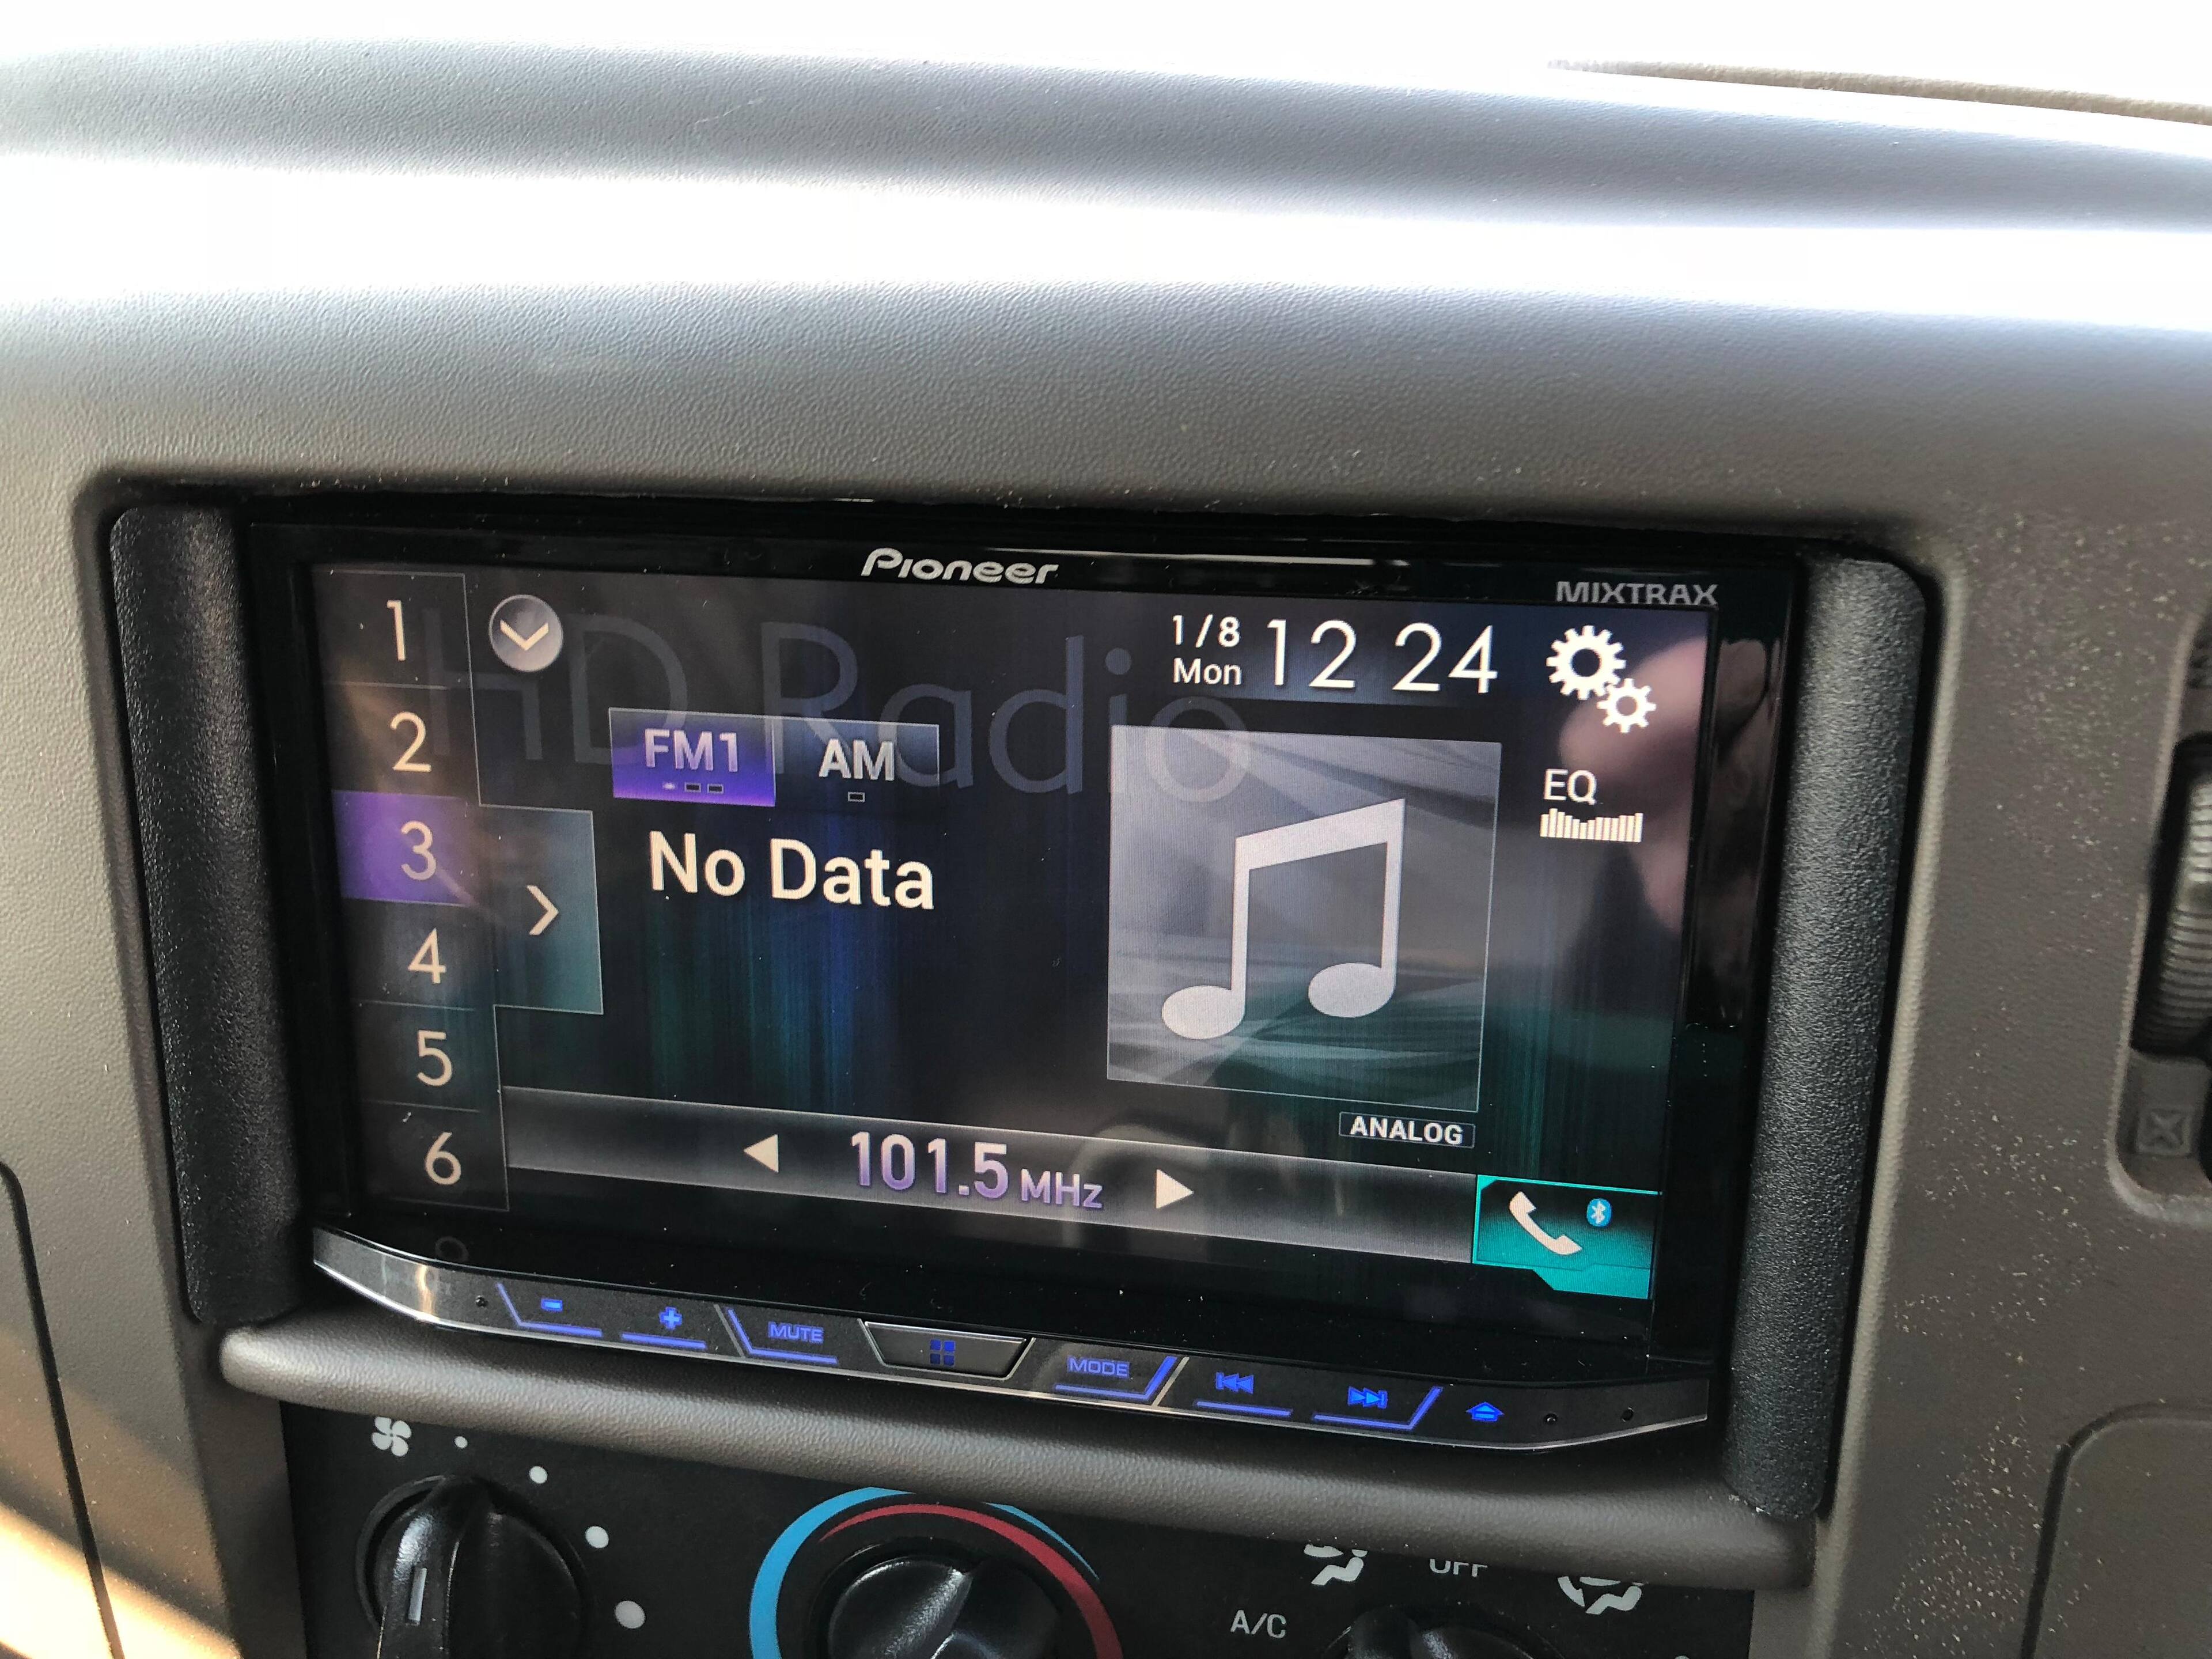 Pioneer
MIXTRAX
HD Radio
1/8
Mon
12 24
1
2
3
4
5
6
FM1
AM
EQ
No Data
ANALOG
101.5 MHz
MUTE
MODE
OFF
A/C